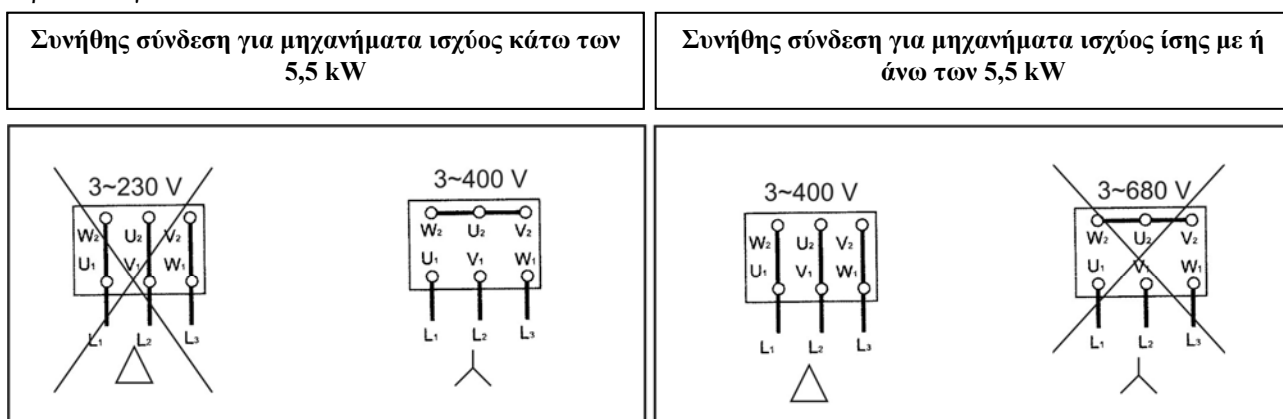 Συνήθης σύνδεση για μηχανήματα ισχύος κάτω των
5,5 kW
Συνήθης σύνδεση για μηχανήματα ισχύος ίσης με ή
άνω των 5,5 kW
3~230 V
W2 U2 V2
U1 V1 W1
L1 L2 L3
3~400 V
W2 U2 V2
U1 V1 W1
L1 L2 L3
3~400 V
W2 U2 V2
U1 V1 W1
L1 L2 L3
3~680 V
W2 U2 V2
U1 V1 W1
L1 L2 L3